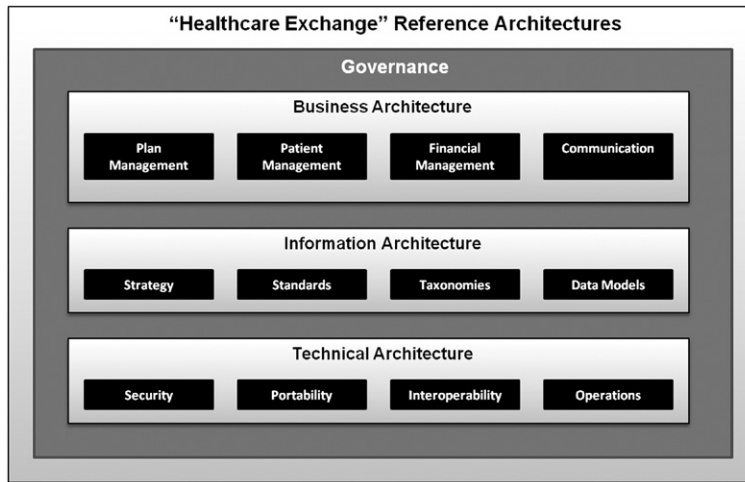 “Healthcare Exchange” Reference Architectures
Governance
Business Architecture
Plan
Management
Patient
Management
Financial
Management
Communication
Information Architecture
Strategy
Standards
Taxonomies
Data Models
Technical Architecture
Security
Portability
Interoperability
Operations